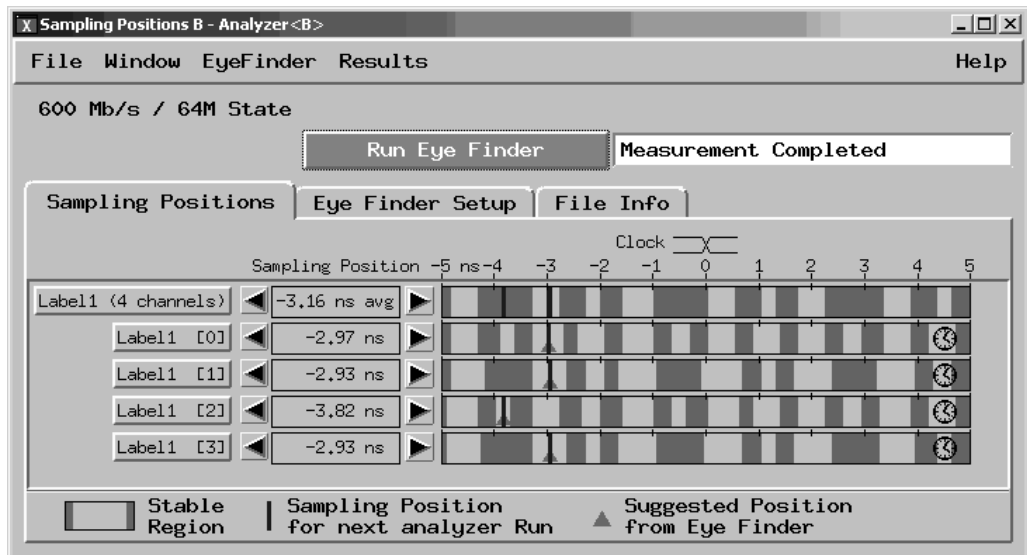 X Sampling Positions B - Analyzer<B>
File Window EyeFinder Results Help
600 Mb/s / 64M State
Run Eye Finder Measurement Completed
Sampling Positions Eye Finder Setup File Info
Clock
Sampling Position -5 ns -4 -3 -2 -1 0 1 2 3 4 5
Label1 (4 channels) -3.16 ns avg
Label1 [0] -2.97 ns
Label1 [1] -2.93 ns
Label1 [2] -3.82 ns
Label1 [3] -2.93 ns
Stable Region
Sampling Position for next analyzer Run
Suggested Position from Eye Finder